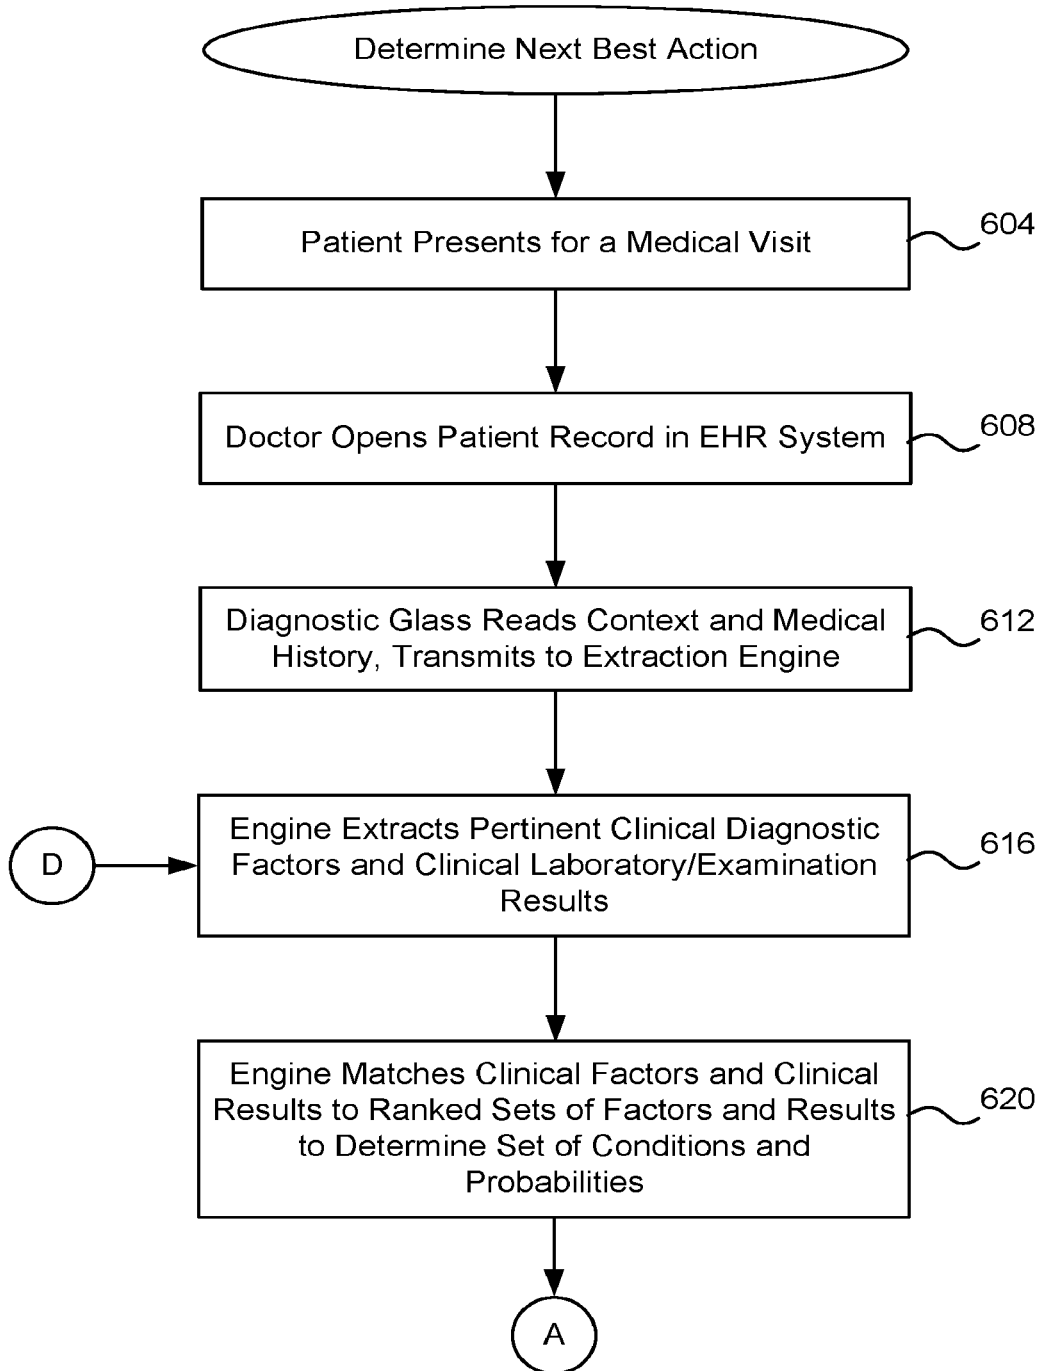 Determine Next Best Action
Patient Presents for a Medical Visit
604
Doctor Opens Patient Record in EHR System
608
Diagnostic Glass Reads Context and Medical
History, Transmits to Extraction Engine
612
D
Engine Extracts Pertinent Clinical Diagnostic
Factors and Clinical Laboratory/Examination
Results
616
Engine Matches Clinical Factors and Clinical
Results to Ranked Sets of Factors and Results
to Determine Set of Conditions and
Probabilities
620
A